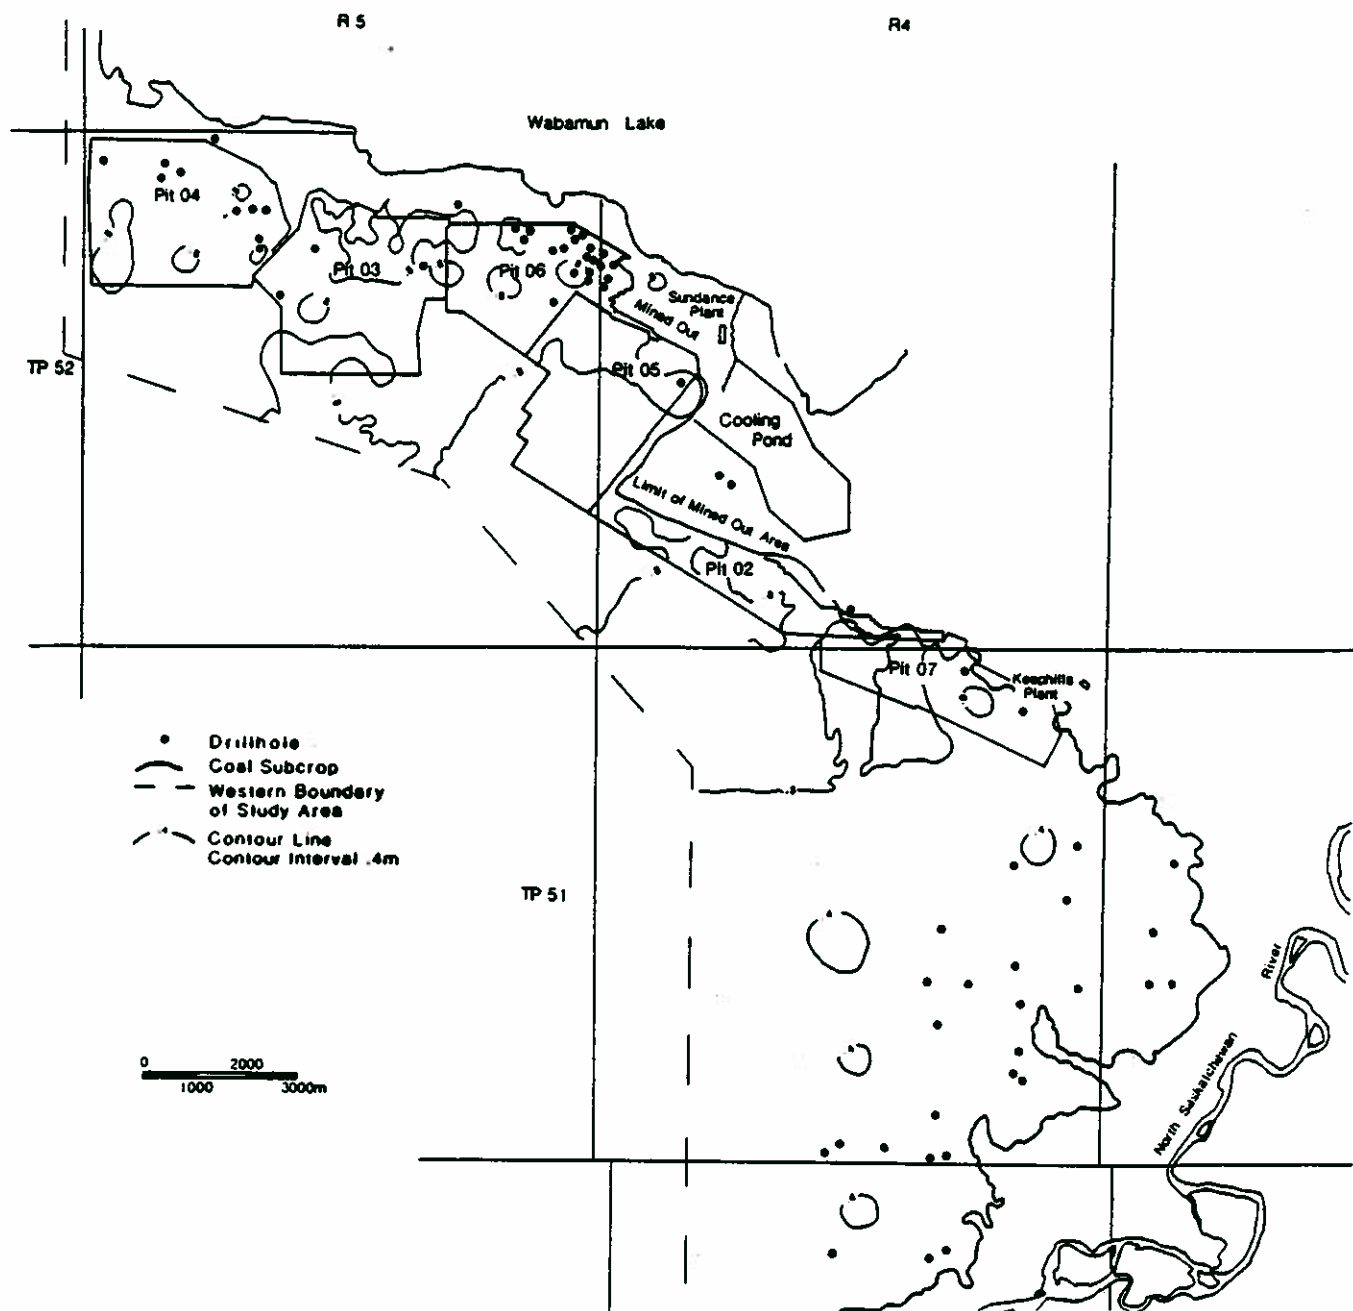 R 5
R4
Wabamun Lake
Pit 04
Pit 03
Pit 06
Sundance
Plant
Mined Out
TP 52
Pit 05
Cooling
Pond
Limit of Mined Out Area
Pit 02
Pit 07
Keephills
Plant
Drillhole
Coal Subcrop
Western Boundary
of Study Area
Contour Line
Contour Interval .4m
TP 51
River
North Saskatchewan
0
2000
1000
3000m